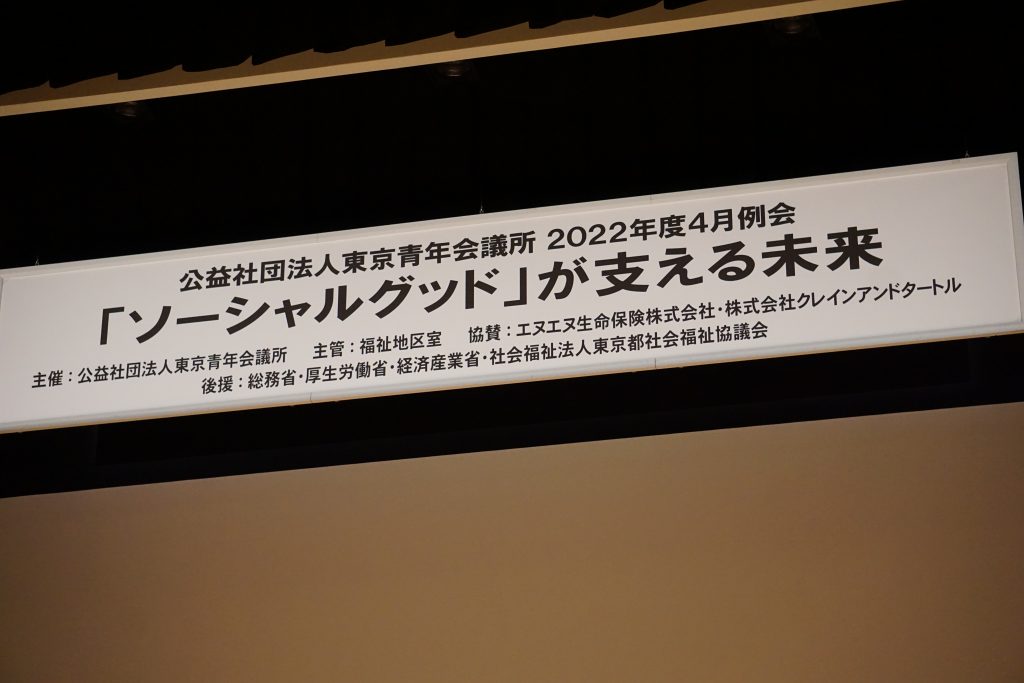 公益社団法人東京青年会議所 2022年度4月例会
「ソーシャルグッド」が支える未来
主催：公益社団法人東京青年会議所　主管：福祉地区室　協賛：エヌエヌ生命保険株式会社・株式会社クレインアンドタートル
後援：総務省・厚生労働省・経済産業省・社会福祉法人東京都社会福祉協議会